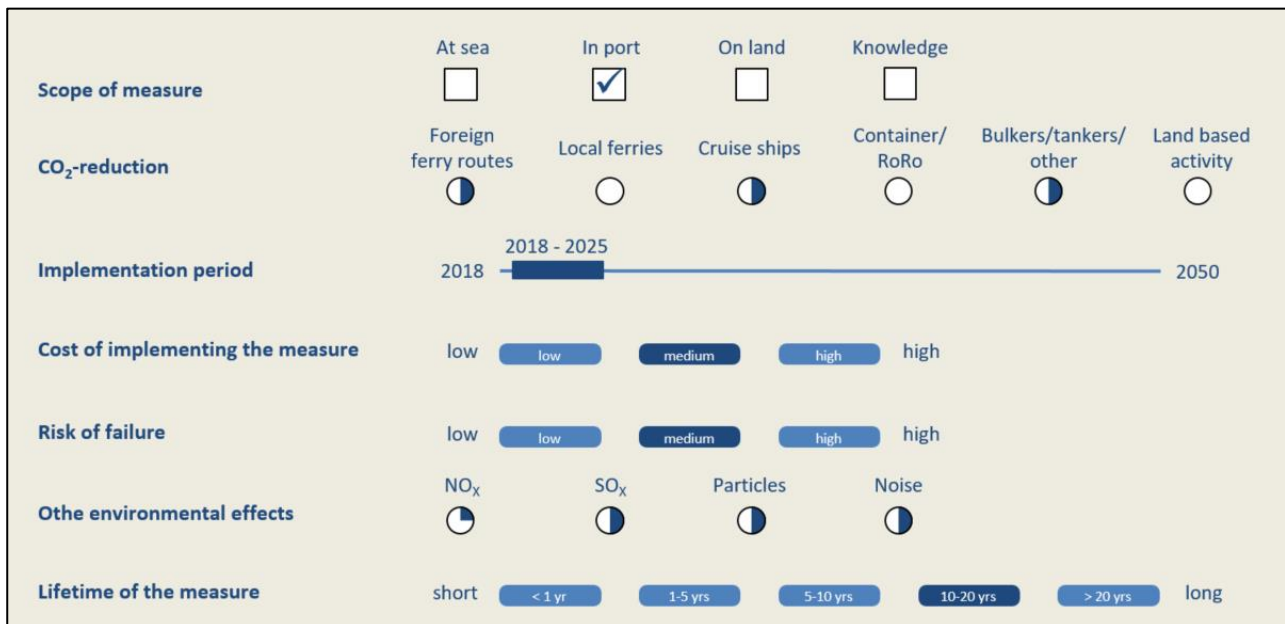 At sea In port On land Knowledge
Scope of measure
Foreign ferry routes Local ferries Cruise ships Container/ RoRo Bulkers/tankers/ other Land based activity
CO₂-reduction
2018 - 2025
Implementation period 2018 2050
Cost of implementing the measure low low medium high high
Risk of failure low low medium high high
NOX SOX Particles Noise
Othe environmental effects
Lifetime of the measure short < 1 yr 1-5 yrs 5-10 yrs 10-20 yrs > 20 yrs long